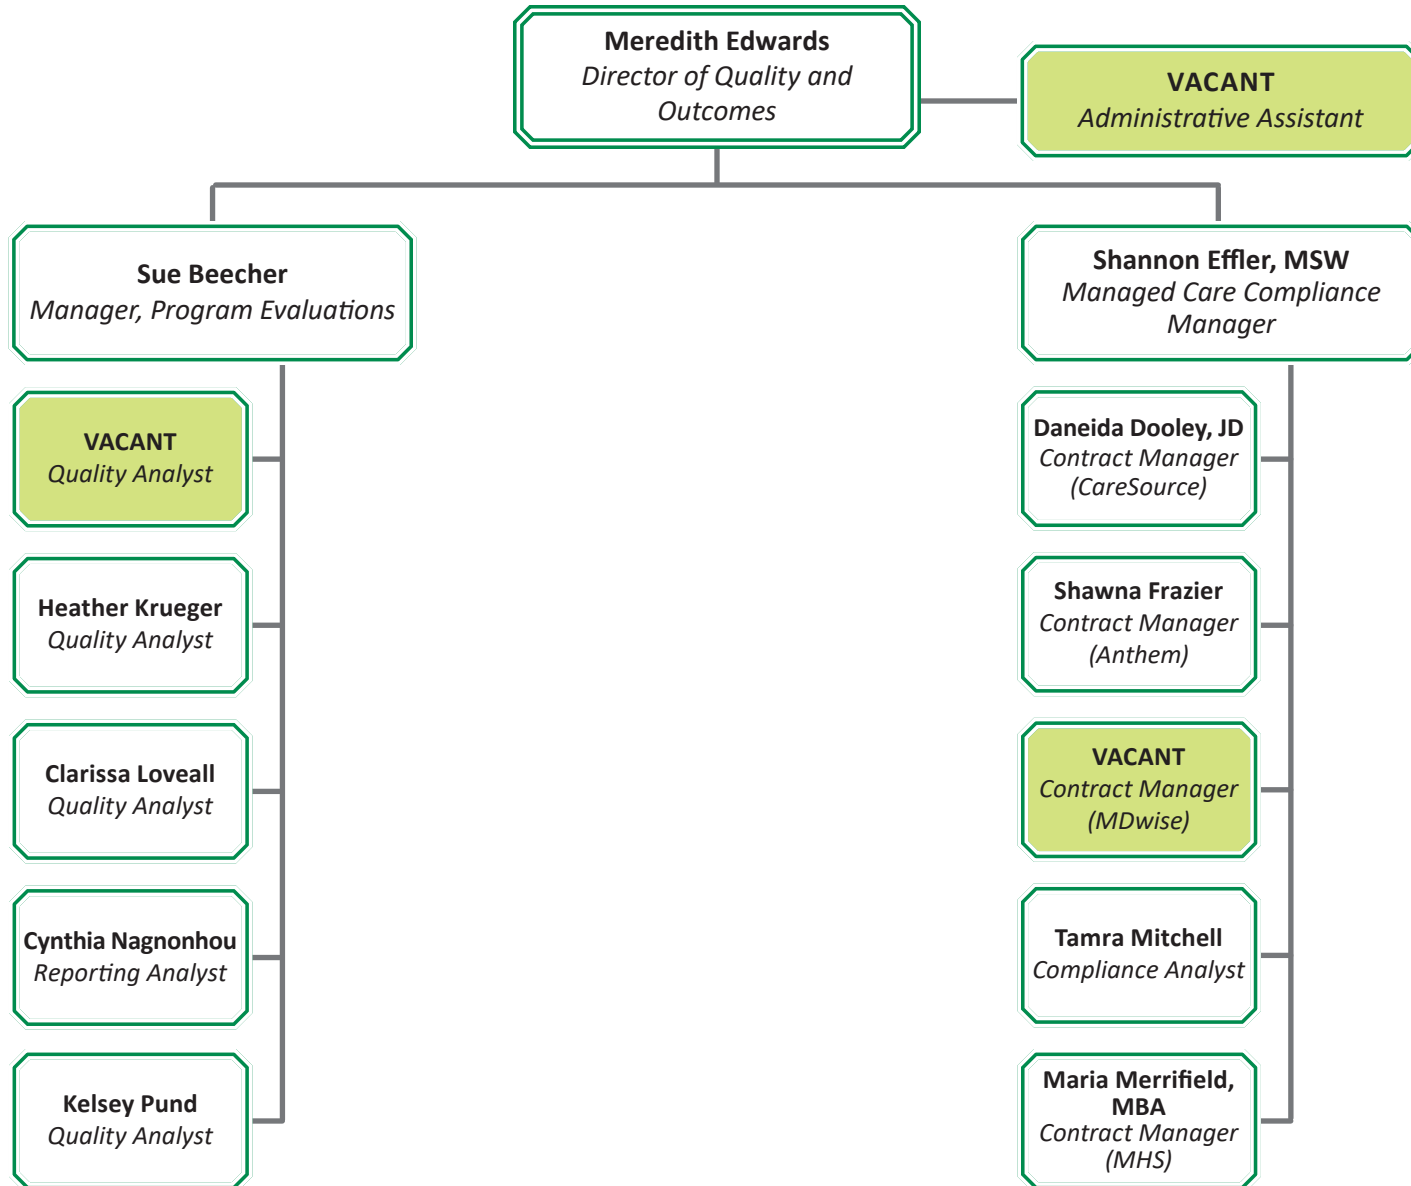 Meredith Edwards
Director of Quality and
Outcomes
VACANT
Administrative Assistant
Sue Beecher
Manager, Program Evaluations
Shannon Effler, MSW
Managed Care Compliance
Manager
VACANT
Quality Analyst
Heather Krueger
Quality Analyst
Clarissa Loveall
Quality Analyst
Cynthia Nagnonhou
Reporting Analyst
Kelsey Pund
Quality Analyst
Daneida Dooley, JD
Contract Manager
(CareSource)
Shawna Frazier
Contract Manager
(Anthem)
VACANT
Contract Manager
(MDwise)
Tamra Mitchell
Compliance Analyst
Maria Merrifield,
MBA
Contract Manager
(MHS)